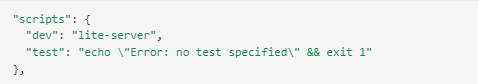 "scripts": {
"dev": "lite-server",
"test": "echo \"Error: no test specified\" && exit 1"
},